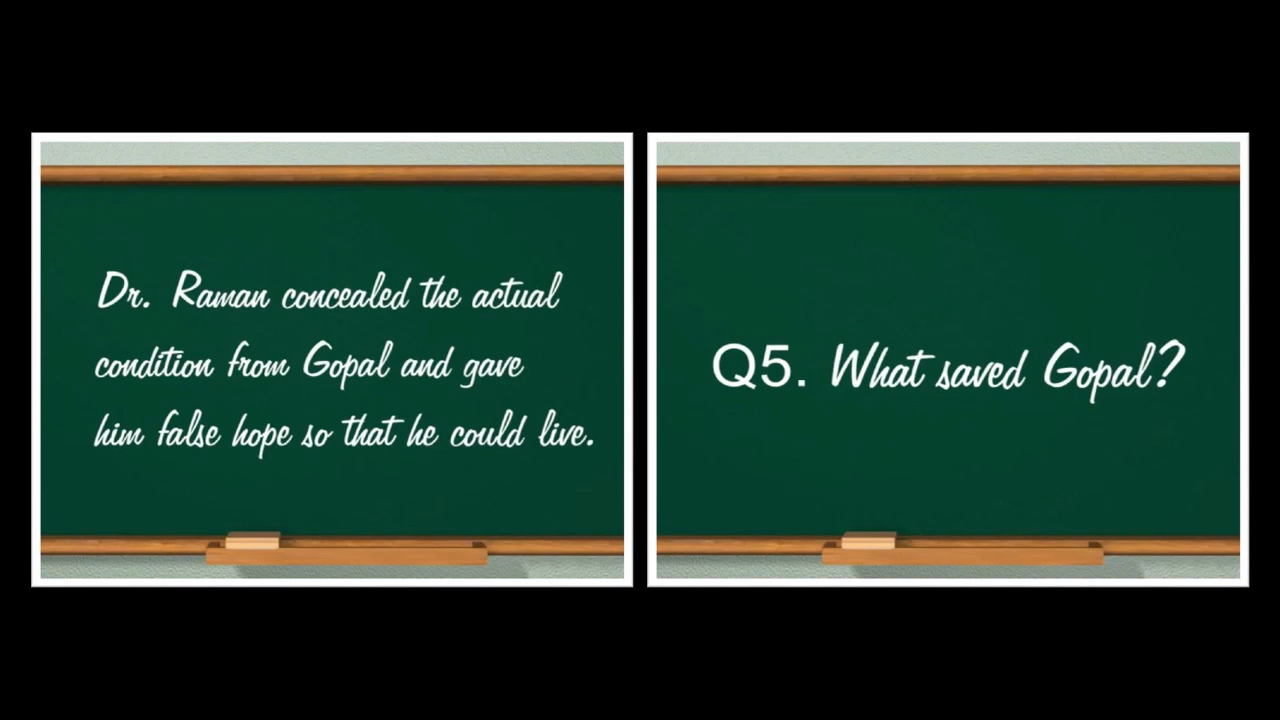 Dr. Raman concealed the actual
condition from Gopal and gave
him false hope so that he could live.
Q5. What saved Gopal?